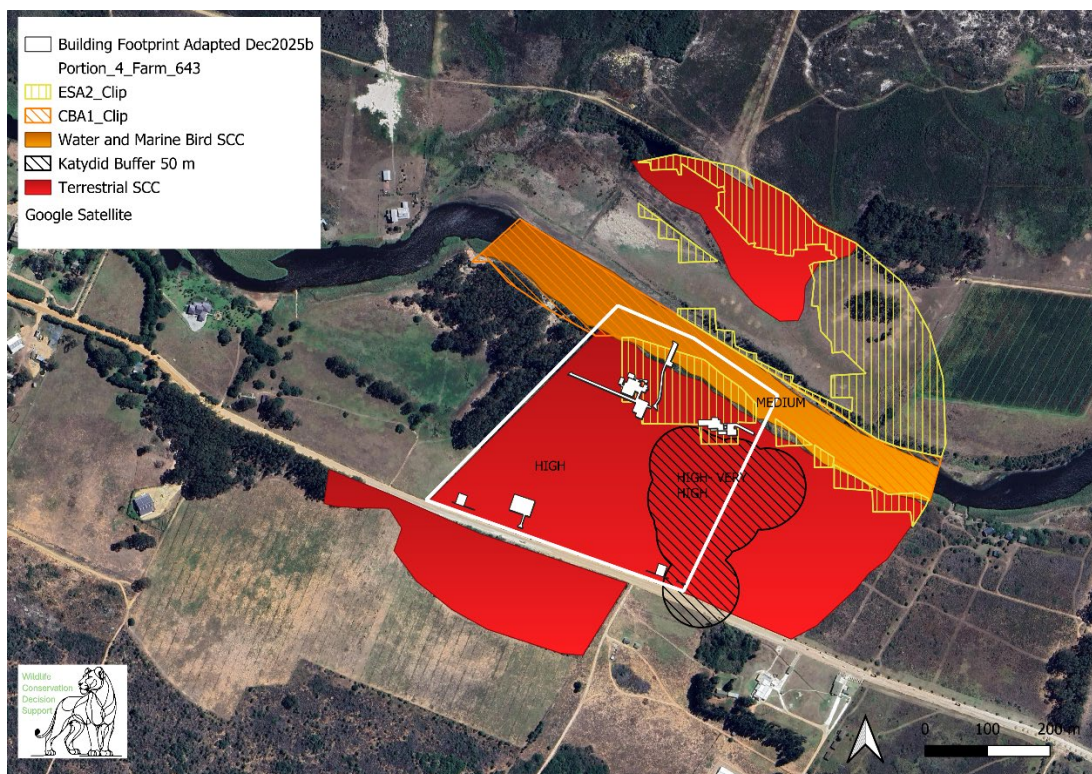 Building Footprint Adapted Dec2025b
Portion_4_Farm_643
ESA2_Clip
CBA1_Clip
Water and Marine Bird SCC
Katydid Buffer 50 m
Terrestrial SCC
Google Satellite
MEDIUM
HIGH
HIGH- VERY
HIGH
Wildlife
Conservation
Decision
Support
0 100 200 m